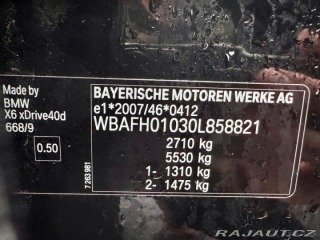 Made by
BMW
X6 xDrive40d
668/9
0.50
7 263 981
BAYERISCHE MOTOREN WERKE AG
e1*2007/46*0412
WBAFH01030L858821
2710 kg
5530 kg
1- 1310 kg
2- 1475 kg
RAJAUT.CZ